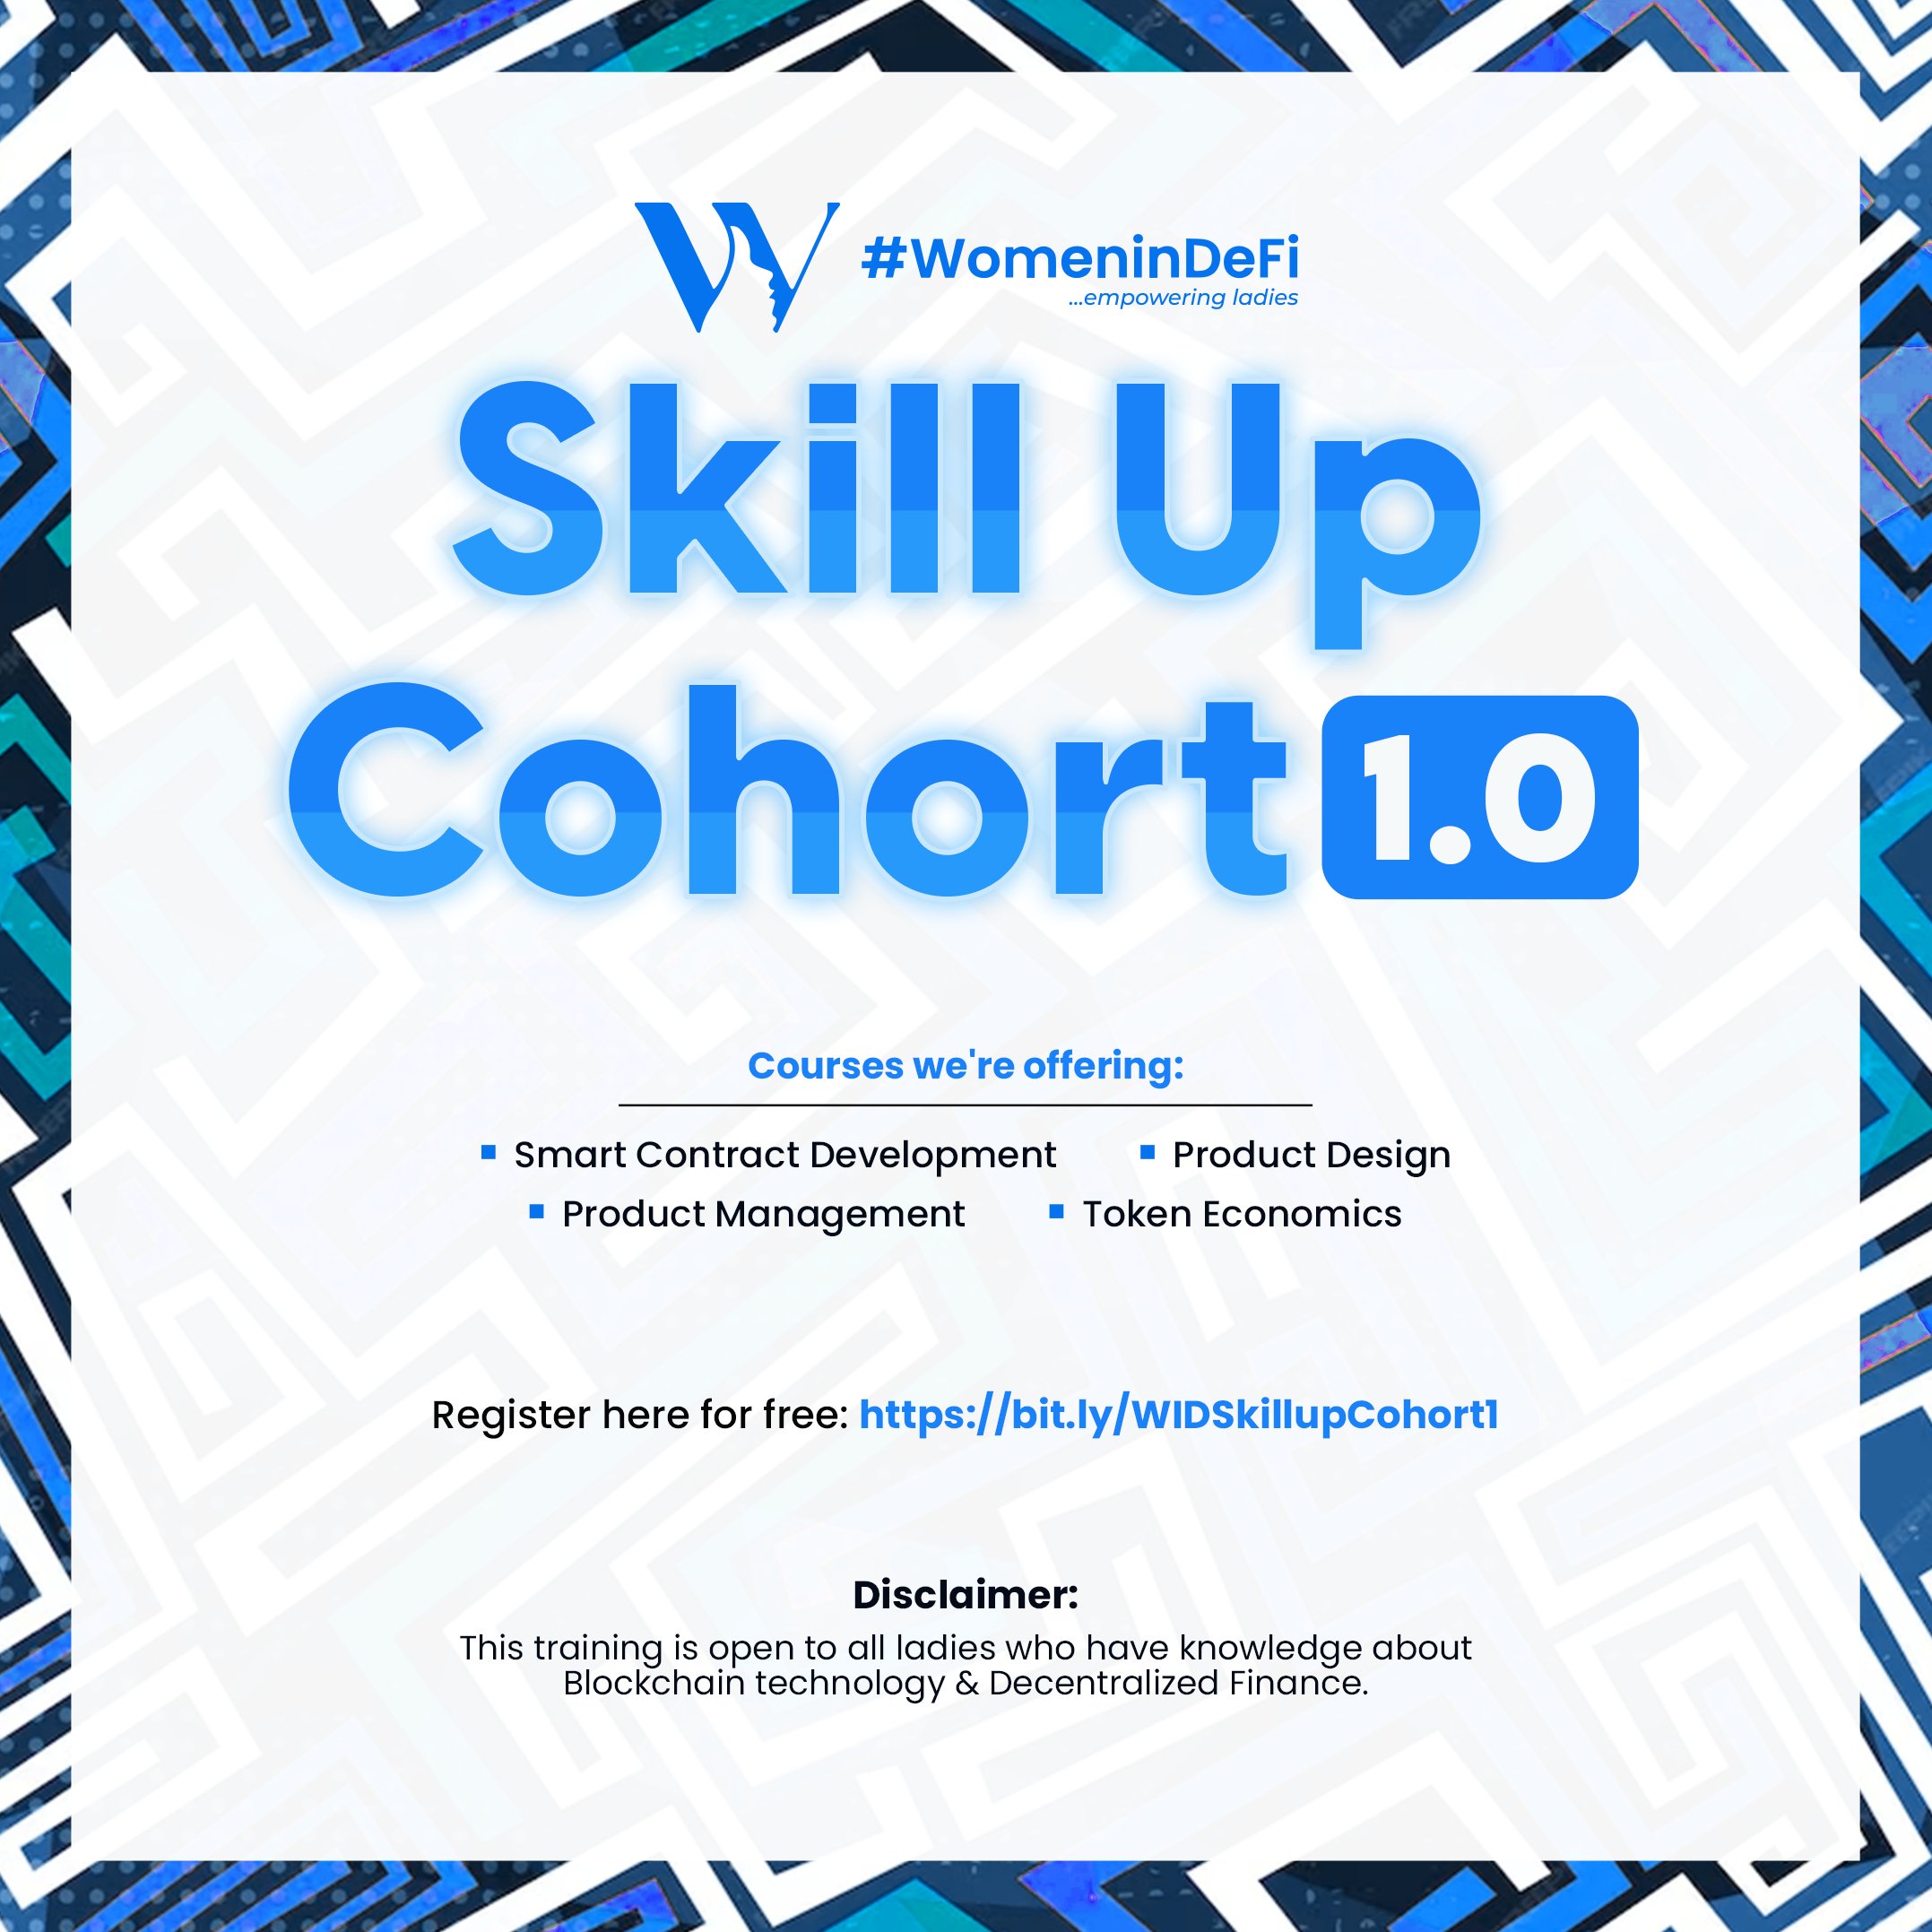 #WomeninDeFi
...empowering ladies
Skill Up
Cohort 1.0
Courses we're offering:
▪ Smart Contract Development ▪ Product Design
▪ Product Management ▪ Token Economics
Register here for free: https://bit.ly/WIDSkillupCohort1
Disclaimer:
This training is open to all ladies who have knowledge about
Blockchain technology & Decentralized Finance.